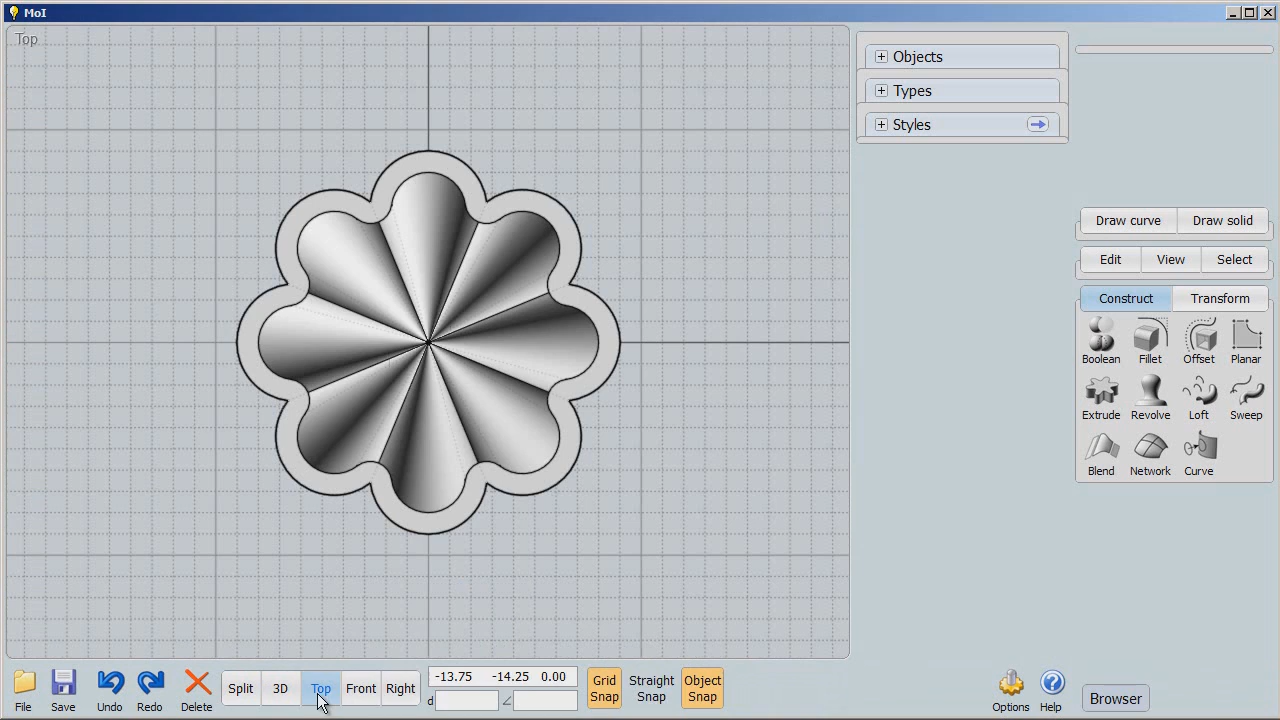 MoI
Top
Objects
Types
Styles
Draw curve Draw solid
Edit View Select
Construct Transform
Boolean Fillet Offset Planar
Extrude Revolve Loft Sweep
Blend Network Curve
File Save Undo Redo Delete Split 3D Top Front Right
-13.75 -14.25 0.00
d
Grid Snap Straight Snap Object Snap
Options Help Browser